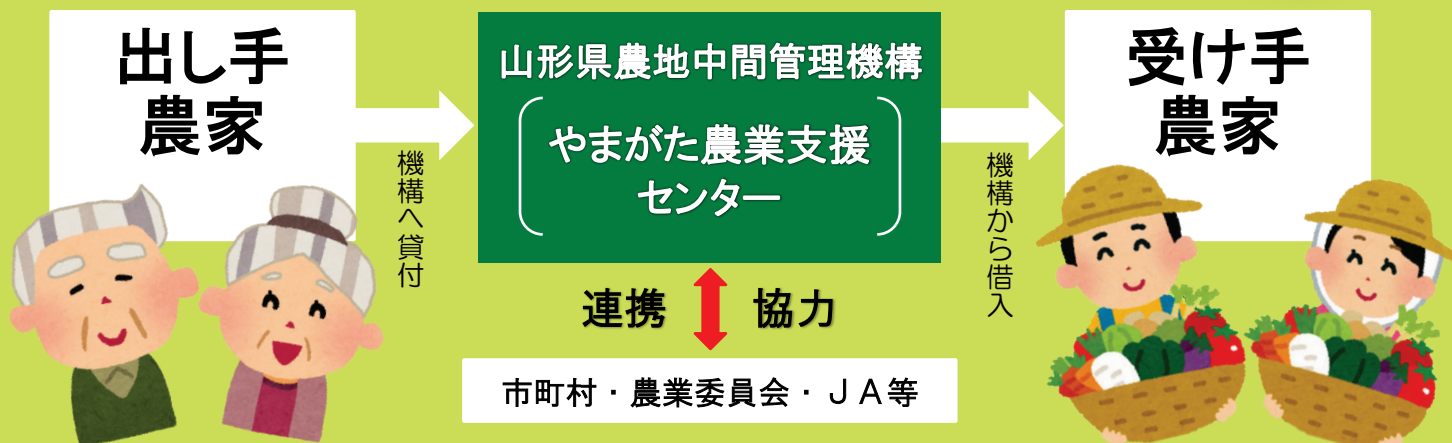 出し手
農家
機構へ貸付
山形県農地中間管理機構
やまがた農業支援
センター
機構から借入
受け手
農家
連携 協力
市町村・農業委員会・JA等